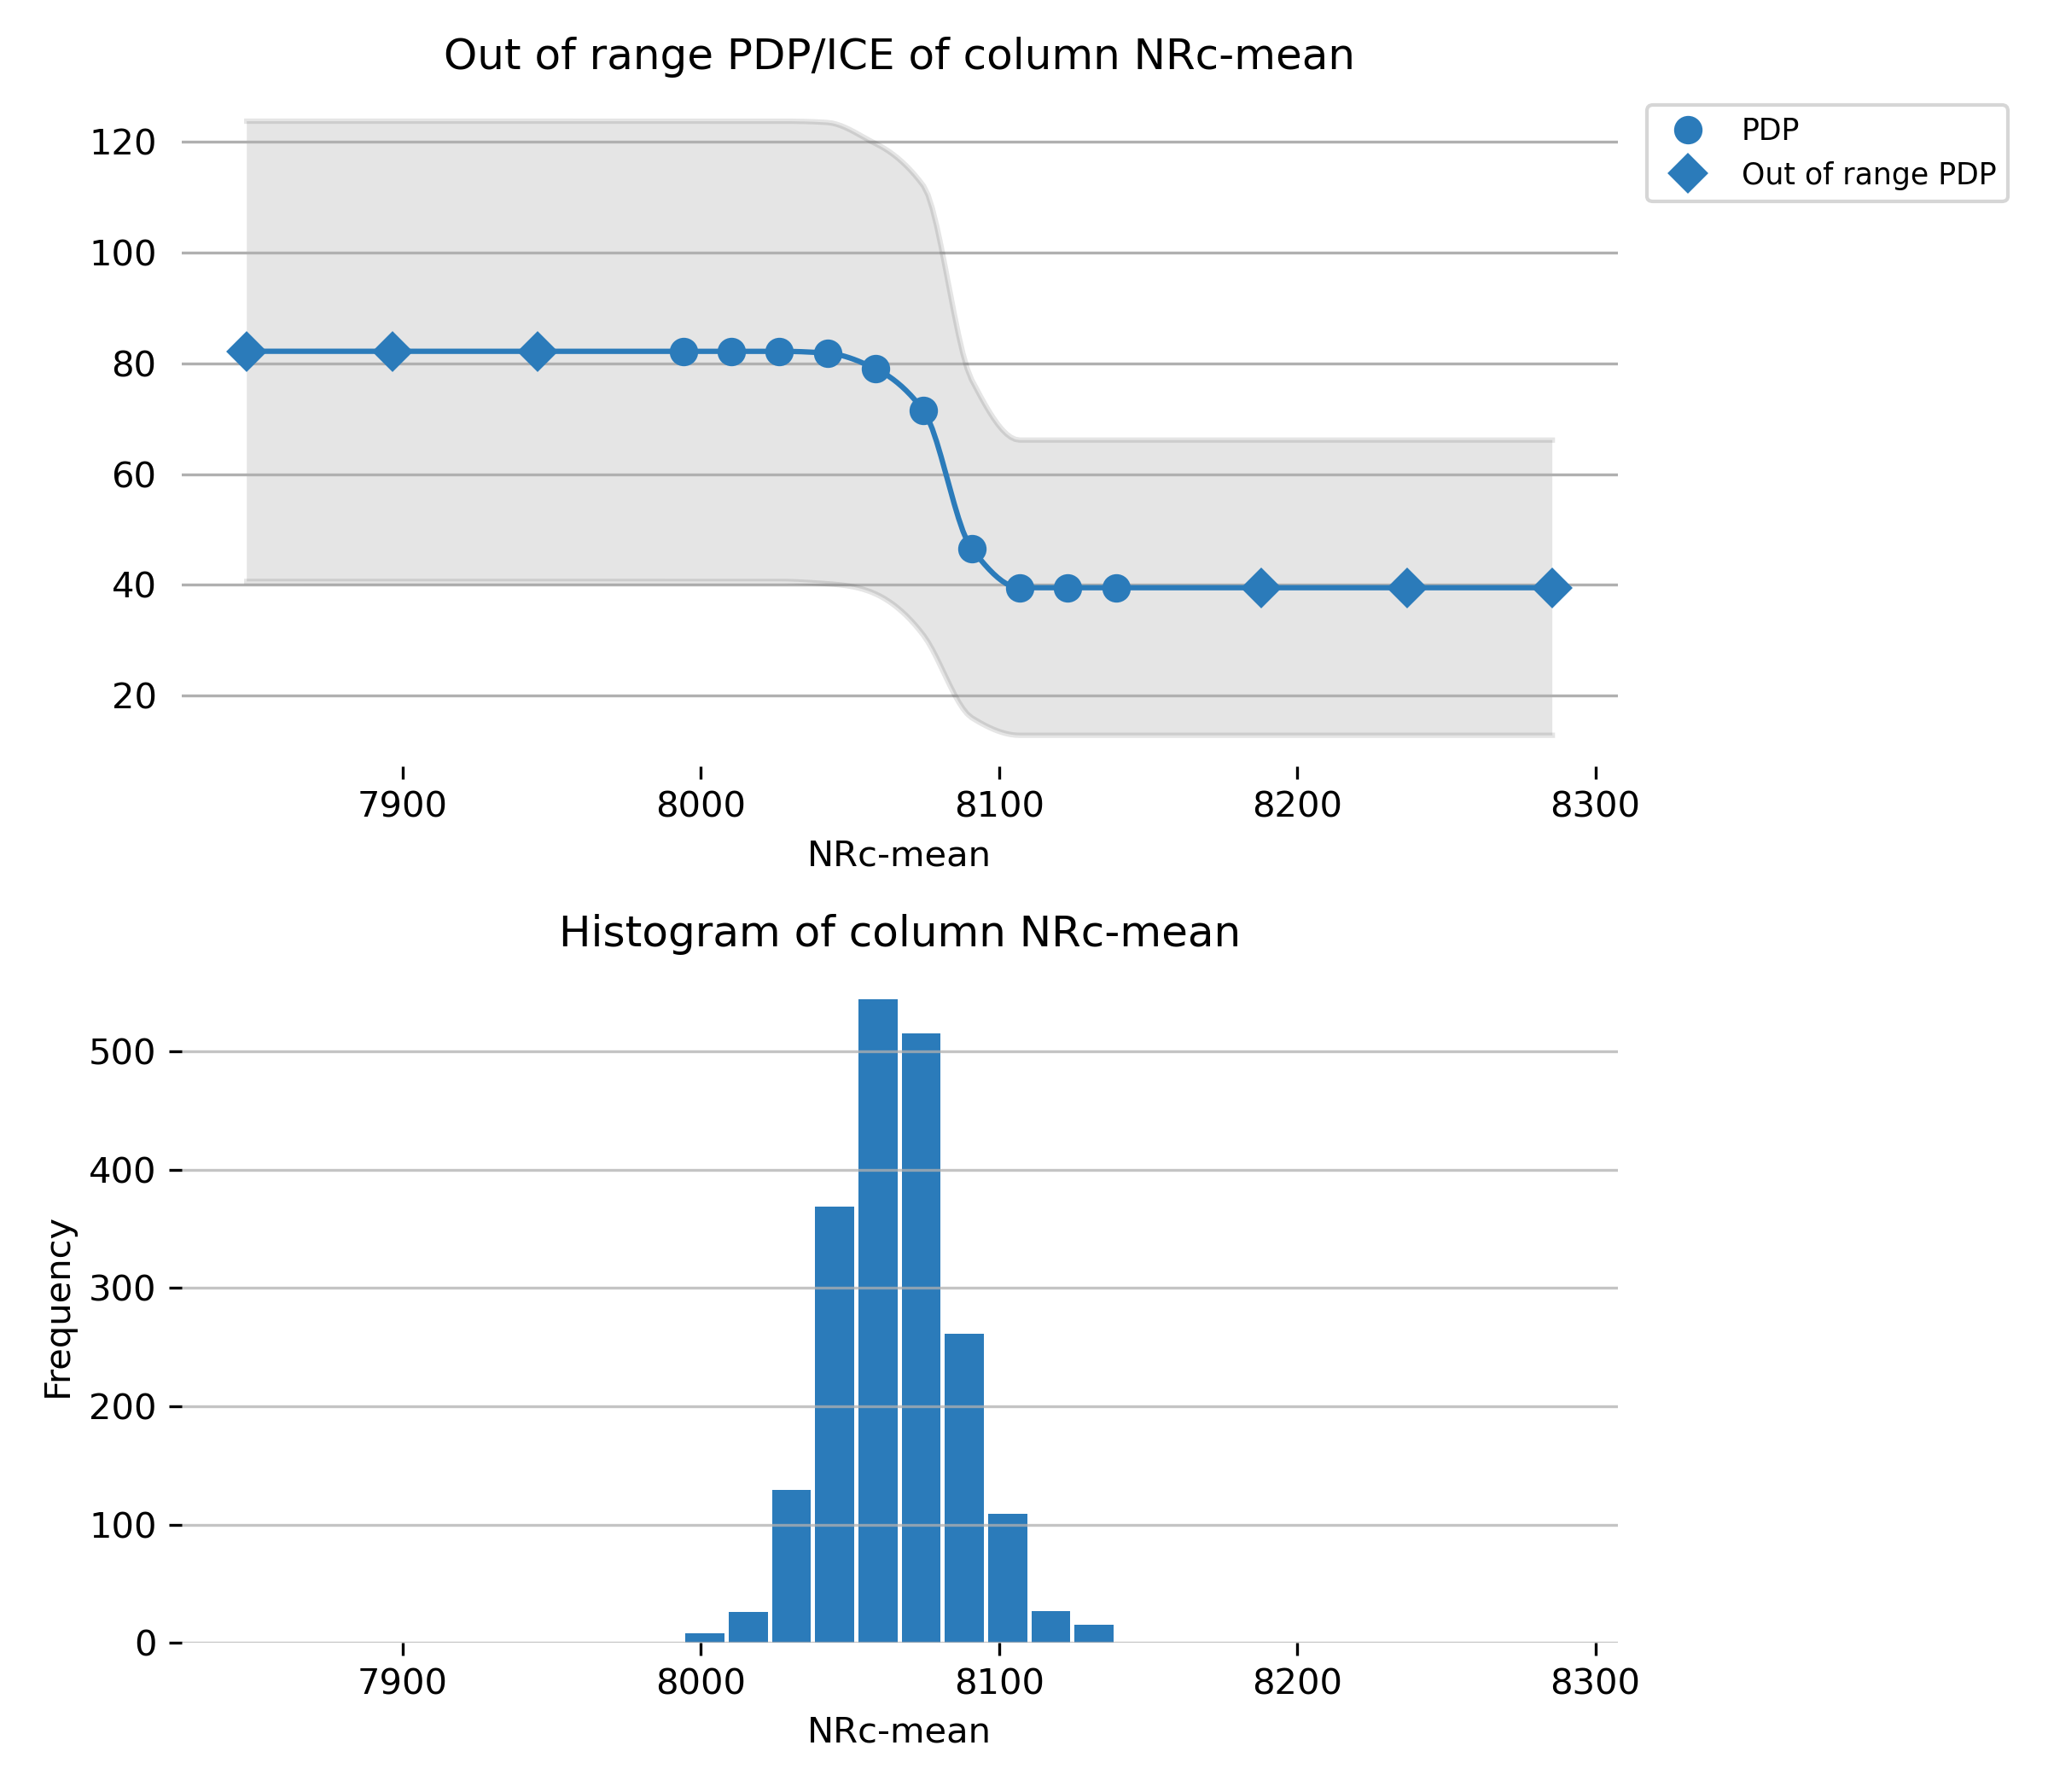 Out of range PDP/ICE of column NRc-mean
PDP
Out of range PDP
120
100
80
60
40
20
7900 8000 8100 8200 8300
NRc-mean
Histogram of column NRc-mean
Frequency
500
400
300
200
100
0
7900 8000 8100 8200 8300
NRc-mean